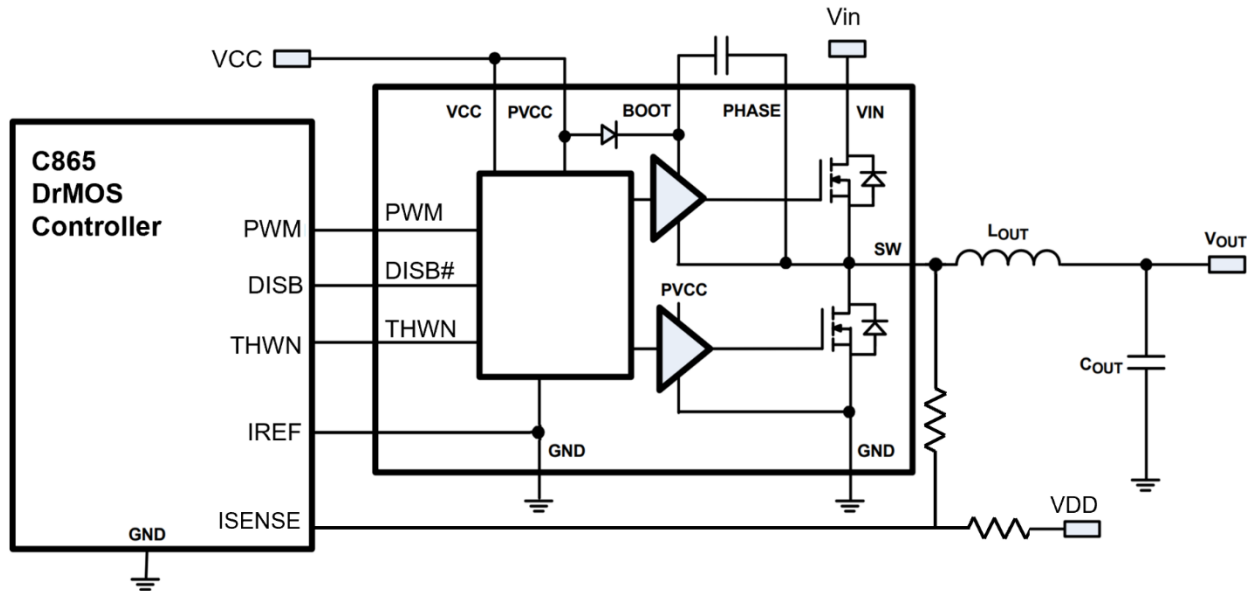 Vin
VCC
VCC PVCC BOOT PHASE VIN
C865
DrMOS
Controller
PWM PWM
DISB DISB#
THWN THWN
SW LOUT VOUT
PVCC
COUT
IREF
GND GND
ISENSE VDD
GND